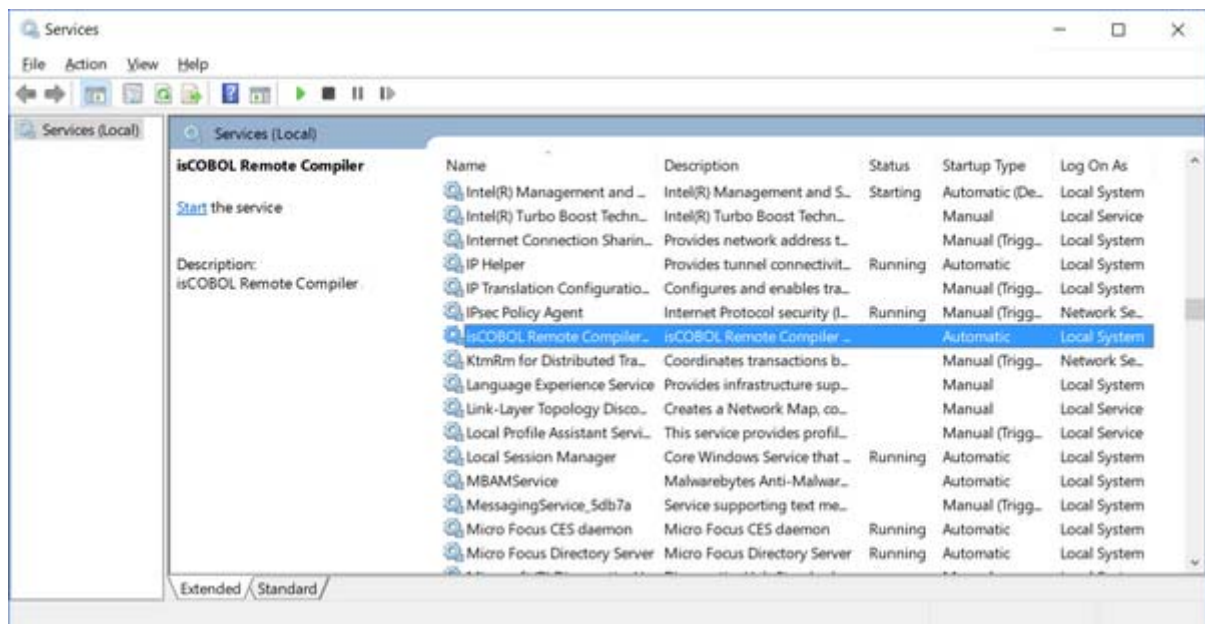 Services
File Action View Help
Services (Local)
Services (Local)
isCOBOL Remote Compiler
Start the service
Description:
isCOBOL Remote Compiler
Name Description Status Startup Type Log On As
Intel(R) Management and ... Intel(R) Management and S... Starting Automatic (De... Local System
Intel(R) Turbo Boost Techn... Intel(R) Turbo Boost Techn... Manual Local Service
Internet Connection Sharin... Provides network address t... Manual (Trigg... Local System
IP Helper Provides tunnel connectivit... Running Automatic Local System
IP Translation Configuratio... Configures and enables tra... Manual (Trigg... Local System
IPsec Policy Agent Internet Protocol security (I... Running Manual (Trigg... Network Se...
isCOBOL Remote Compiler... isCOBOL Remote Compiler ... Automatic Local System
KtmRm for Distributed Tra... Coordinates transactions b... Manual (Trigg... Network Se...
Language Experience Service Provides infrastructure sup... Manual Local System
Link-Layer Topology Disco... Creates a Network Map, co... Manual Local Service
Local Profile Assistant Servi... This service provides profil... Manual (Trigg... Local Service
Local Session Manager Core Windows Service that ... Running Automatic Local System
MBAMService Malwarebytes Anti-Malwar... Automatic Local System
MessagingService_5db7a Service supporting text me... Manual (Trigg... Local System
Micro Focus CES daemon Micro Focus CES daemon Running Automatic Local System
Micro Focus Directory Server Micro Focus Directory Server Running Automatic Local System
Extended Standard